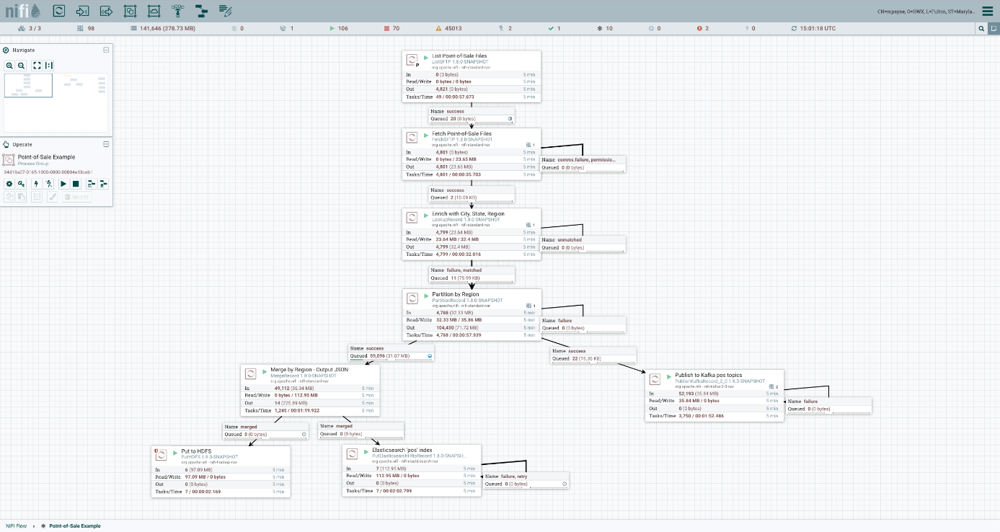 nifi
CN=mpayne, O=HWX, L=Fulton, ST=Maryla..
3 / 3 98 141,646 (278.73 MB) 0 1 106 70 45013 2 1 10 0 2 ? 0 15:01:18 UTC
Navigate
Operate
Point-of-Sale Example
Process Group
34d19a07-0165-1000-0000-00004e33ceb1
DELETE
List Point-of-Sale Files
ListSFTP 1.8.0-SNAPSHOT
org.apache.nifi - nifi-standard-nar
P
In 0 (0 bytes) 5 min
Read/Write 0 bytes / 0 bytes 5 min
Out 4,821 (0 bytes) 5 min
Tasks/Time 49 / 00:00:57.673 5 min
Name success
Queued 20 (0 bytes)
Fetch Point-of-Sale Files
FetchSFTP 1.8.0-SNAPSHOT
org.apache.nifi - nifi-standard-nar
1
In 4,801 (0 bytes) 5 min
Read/Write 0 bytes / 23.65 MB 5 min
Out 4,801 (23.65 MB) 5 min
Tasks/Time 4,801 / 00:00:35.703 5 min
Name comms.failure, permissio...
Queued 0 (0 bytes)
Name success
Queued 2 (10.09 KB)
Enrich with City, State, Region
LookupRecord 1.8.0-SNAPSHOT
org.apache.nifi - nifi-standard-nar
1
In 4,799 (23.64 MB) 5 min
Read/Write 23.64 MB / 32.4 MB 5 min
Out 4,799 (32.4 MB) 5 min
Tasks/Time 4,799 / 00:00:32.016 5 min
Name unmatched
Queued 0 (0 bytes)
Name failure, matched
Queued 11 (75.99 KB)
Partition by Region
PartitionRecord 1.8.0-SNAPSHOT
org.apache.nifi - nifi-standard-nar
1
In 4,788 (32.33 MB) 5 min
Read/Write 32.33 MB / 35.86 MB 5 min
Out 104,430 (71.72 MB) 5 min
Tasks/Time 4,788 / 00:00:57.939 5 min
Name failure
Queued 0 (0 bytes)
Name success
Queued 59,096 (31.07 MB)
Name success
Queued 22 (15.36 KB)
Merge by Region - Output JSON
MergeRecord 1.8.0-SNAPSHOT
org.apache.nifi - nifi-standard-nar
In 49,112 (36.34 MB) 5 min
Read/Write 0 bytes / 112.95 MB 5 min
Out 14 (225.89 MB) 5 min
Tasks/Time 1,245 / 00:01:19.922 5 min
Publish to Kafka pos topics
PublishKafkaRecord_2_0 1.8.0-SNAPSHOT
org.apache.nifi - nifi-kafka-2-0-nar
2
In 52,193 (35.84 MB) 5 min
Read/Write 35.84 MB / 0 bytes 5 min
Out 0 (0 bytes) 5 min
Tasks/Time 3,750 / 00:01:52.486 5 min
Name failure
Queued 0 (0 bytes)
Name merged
Queued 0 (0 bytes)
Name merged
Queued 0 (0 bytes)
Put to HDFS
PutHDFS 1.8.0-SNAPSHOT
org.apache.nifi - nifi-hadoop-nar
In 6 (97.09 MB) 5 min
Read/Write 97.09 MB / 0 bytes 5 min
Out 0 (0 bytes) 5 min
Tasks/Time 7 / 00:00:02.169 5 min
Elasticsearch 'pos' index
PutElasticsearchHttpRecord 1.8.0-SNAPSH...
org.apache.nifi - nifi-elasticsearch-nar
In 7 (112.95 MB) 5 min
Read/Write 112.95 MB / 0 bytes 5 min
Out 0 (0 bytes) 5 min
Tasks/Time 7 / 00:02:02.799 5 min
Name failure, retry
Queued 0 (0 bytes)
NiFi Flow » Point-of-Sale Example